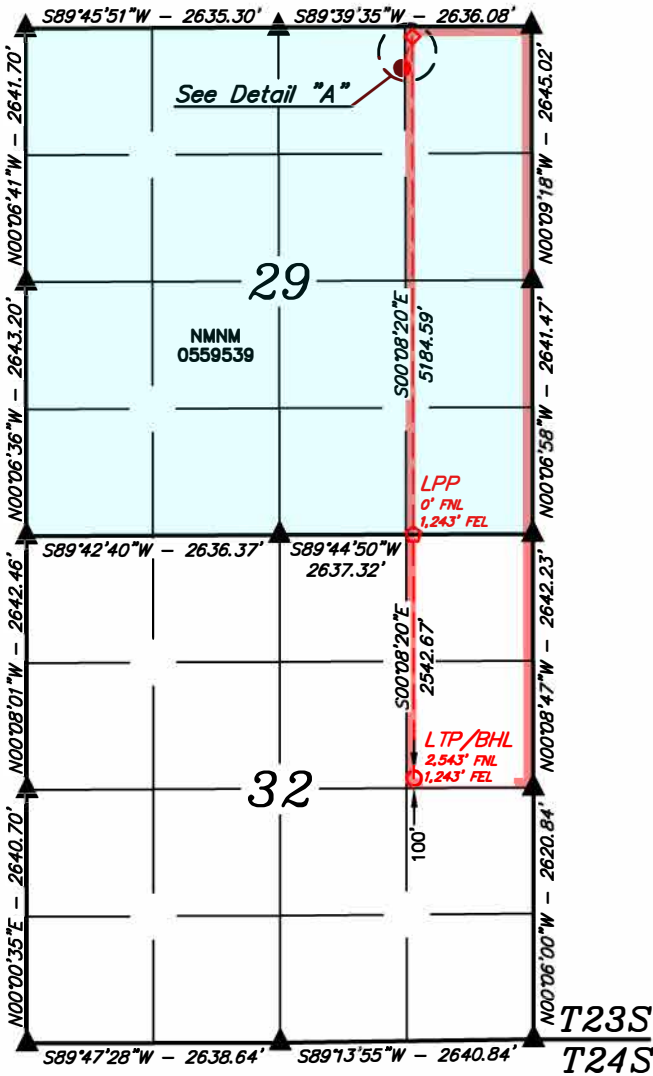 S89°45'51"W - 2635.30'
S89°39'35"W - 2636.08'
N00°06'41"W - 2641.70'
N00°09'18"W - 2645.02'
See Detail "A"
29
NMNM
0559539
S00°08'20"E
5184.59'
N00°06'36"W - 2643.20'
N00°06'58"W - 2641.47'
LPP
0' FNL
1,243' FEL
S89°42'40"W - 2636.37'
S89°44'50"W
2637.32'
N00°08'01"W - 2642.46'
S00°08'20"E
2542.67'
N00°08'47"W - 2642.23'
LTP/BHL
2,543' FNL
1,243' FEL
32
100'
N00°00'35"E - 2640.70'
N00°06'00"W - 2620.84'
S89°47'28"W - 2638.64'
S89°13'55"W - 2640.84'
T23S
T24S